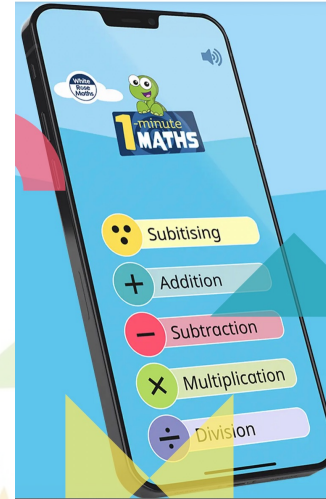 White
Rose
Maths
1-minute
MATHS
Subitising
+ Addition
− Subtraction
× Multiplication
÷ Division